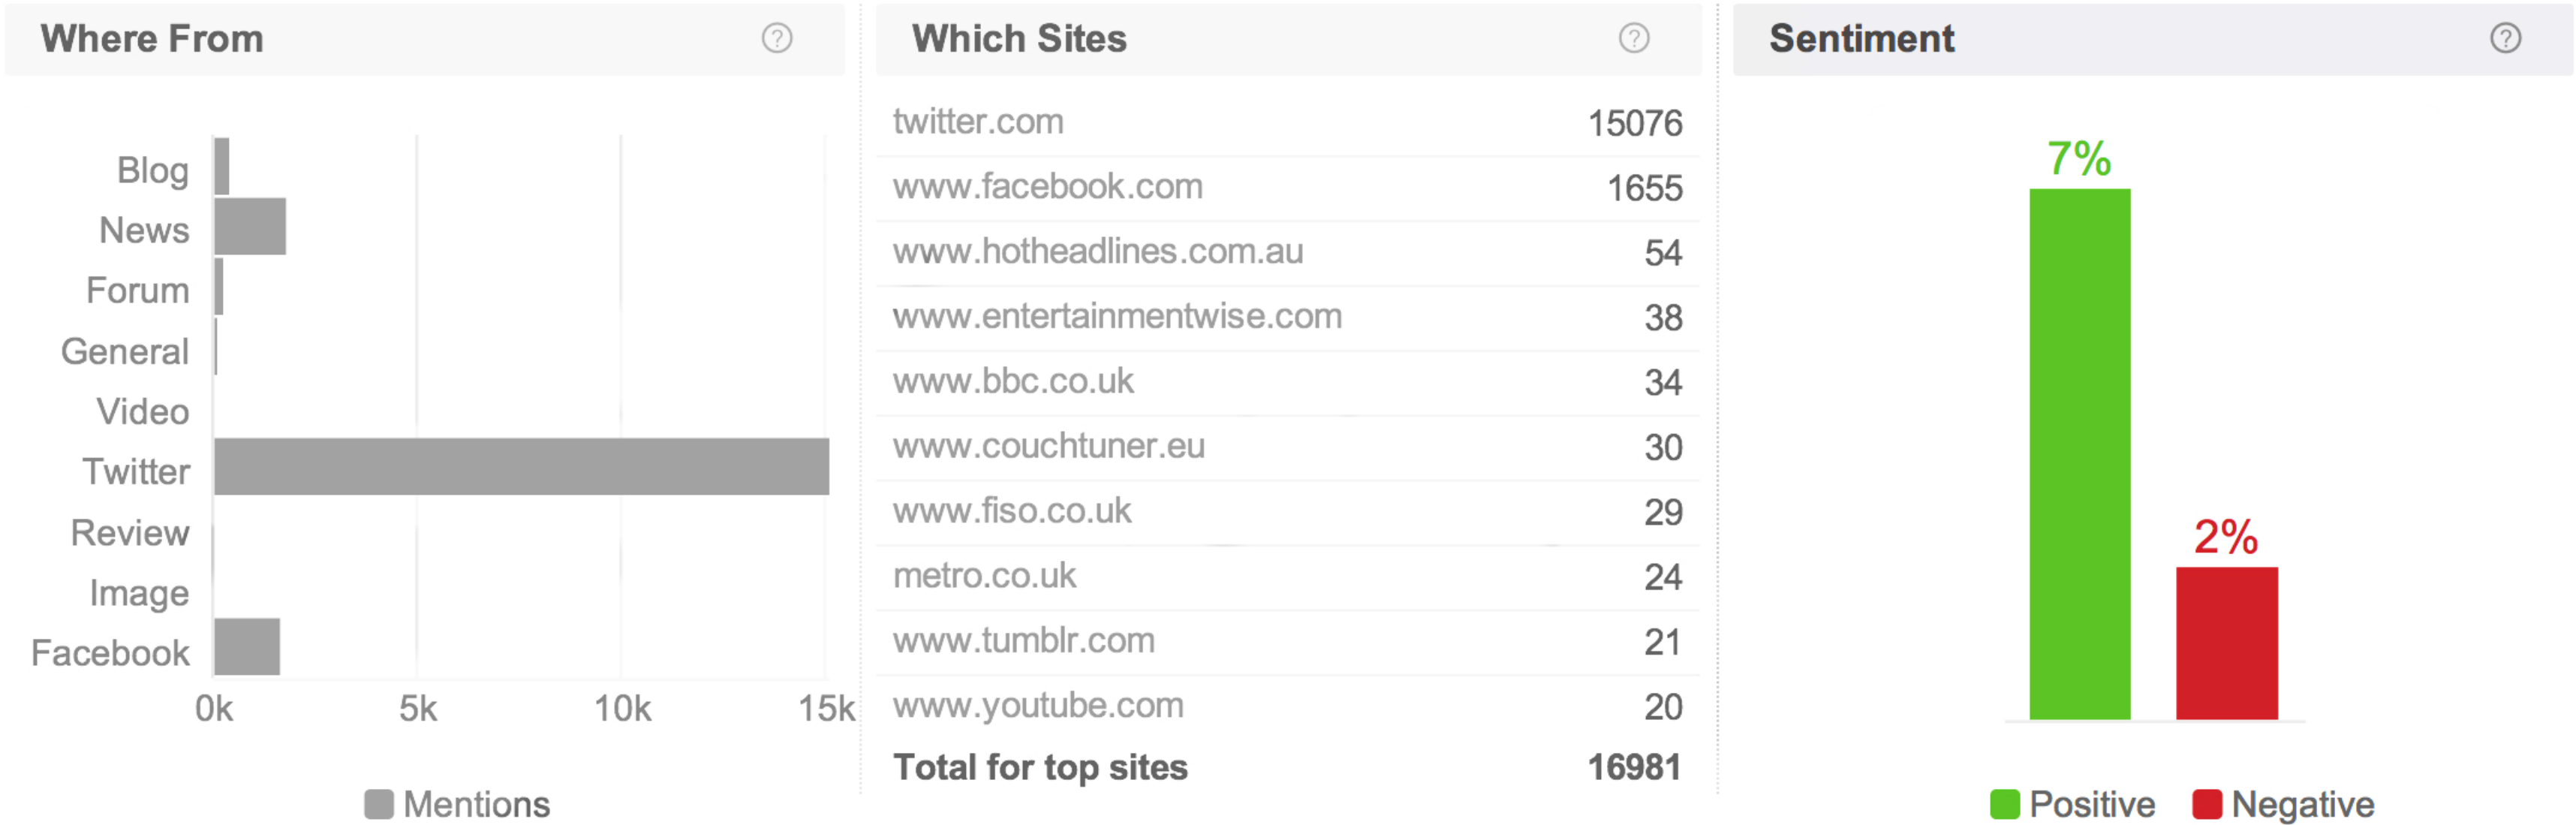 Where From
?
Blog
News
Forum
General
Video
Twitter
Review
Image
Facebook
0k 5k 10k 15k
Mentions
Which Sites
?
twitter.com 15076
www.facebook.com 1655
www.hotheadlines.com.au 54
www.entertainmentwise.com 38
www.bbc.co.uk 34
www.couchtuner.eu 30
www.fiso.co.uk 29
metro.co.uk 24
www.tumblr.com 21
www.youtube.com 20
Total for top sites 16981
Sentiment
?
7%
2%
Positive Negative